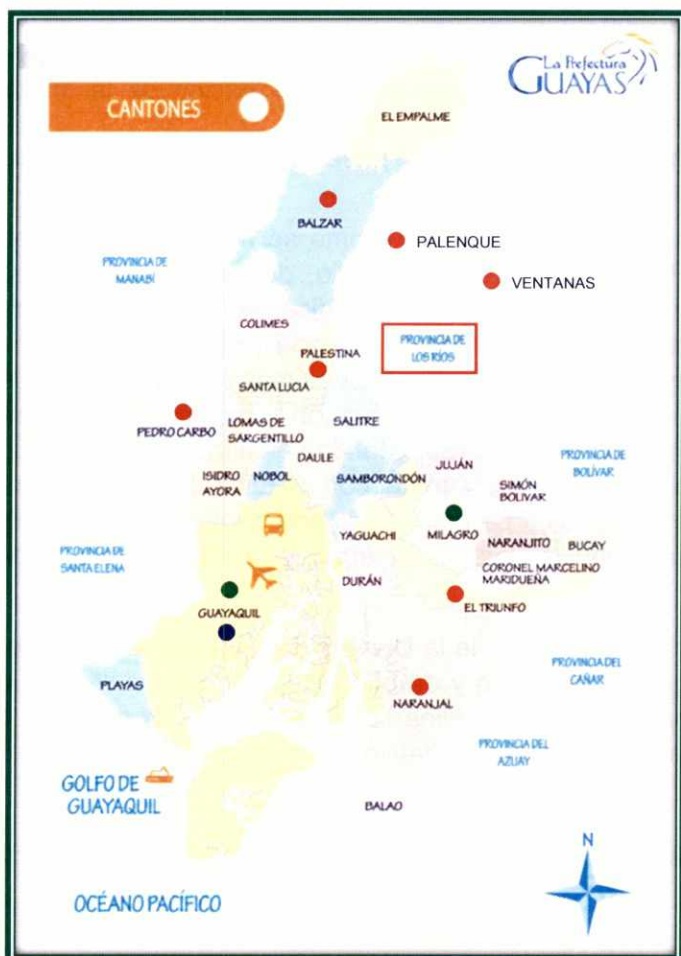 La Prefectura
GUAYAS
CANTONES
EL EMPALME
BALZAR
PALENQUE
PROVINCIA DE
MANABÍ
VENTANAS
COLIMES
PROVINCIA DE
LOS RÍOS
PALESTINA
SANTA LUCIA
PEDRO CARBO
LOMAS DE
SARGENTILLO
SALITRE
DAULE
JUJÁN
PROVINCIA DE
BOLÍVAR
ISIDRO
AYORA
NOBOL
SAMBORONDÓN
SIMÓN
BOLIVAR
YAGUACHI
MILAGRO
NARANJITO
BUCAY
PROVINCIA DE
SANTA ELENA
DURÁN
CORONEL MARCELINO
MARIDUEÑA
GUAYAQUIL
EL TRIUNFO
PLAYAS
PROVINCIA DEL
CAÑAR
NARANJAL
PROVINCIA DEL
AZUAY
GOLFO DE
GUAYAQUIL
BALAO
N
OCÉANO PACÍFICO